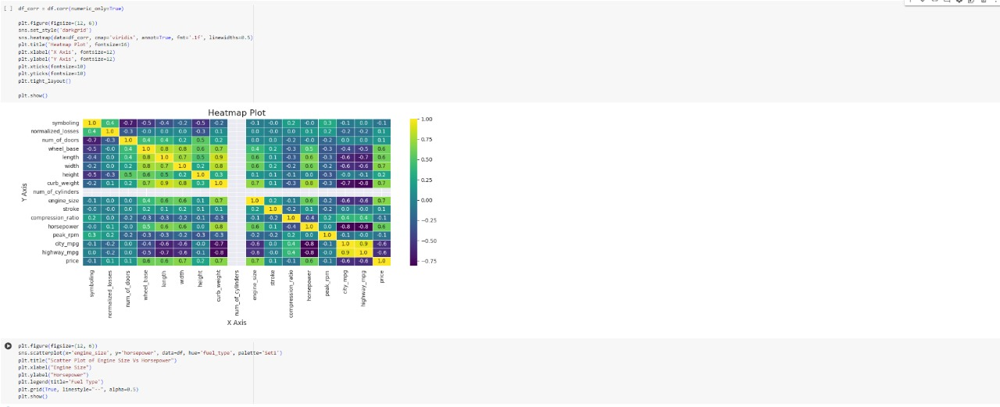 [ ] df_corr = df.corr(numeric_only=True)
plt.figure(figsize=(12, 6))
sns.set_style('darkgrid')
sns.heatmap(data=df_corr, cmap='viridis', annot=True, fmt='.1f', linewidths=0.5)
plt.title('Heatmap Plot', fontsize=16)
plt.xlabel('X Axis', fontsize=12)
plt.ylabel('Y Axis', fontsize=12)
plt.xticks(fontsize=10)
plt.yticks(fontsize=10)
plt.tight_layout()
plt.show()
Heatmap Plot
symboling 1.0 0.4 -0.7 -0.5 -0.4 -0.2 -0.5 -0.2 -0.1 -0.0 0.2 -0.0 0.3 -0.1 0.0 -0.1
normalized_losses 0.4 1.0 -0.3 -0.0 0.0 0.0 -0.3 0.1 0.0 -0.0 0.0 0.1 0.2 -0.2 -0.2 0.1
num_of_doors -0.7 -0.3 1.0 0.4 0.4 0.2 0.5 0.2 0.0 0.0 -0.2 -0.0 -0.2 0.0 0.0 0.1
wheel_base -0.5 -0.0 0.4 1.0 0.8 0.8 0.6 0.7 0.4 0.2 -0.3 0.5 -0.3 -0.4 -0.5 0.6
length -0.4 0.0 0.4 0.8 1.0 0.7 0.5 0.9 0.6 0.1 -0.3 0.6 -0.3 -0.6 -0.7 0.6
width -0.2 0.0 0.2 0.8 0.7 1.0 0.2 0.8 0.6 0.2 -0.2 0.6 -0.2 -0.6 -0.6 0.7
height -0.5 -0.3 0.5 0.6 0.5 0.2 1.0 0.3 0.1 0.1 -0.1 0.0 -0.3 -0.0 -0.1 0.2
curb_weight -0.2 0.1 0.2 0.7 0.9 0.8 0.3 1.0 0.7 0.1 -0.3 0.8 -0.3 -0.7 -0.8 0.7
num_of_cylinders
engine_size -0.1 0.0 0.0 0.4 0.6 0.6 0.1 0.7 1.0 0.2 -0.1 0.6 -0.2 -0.6 -0.6 0.7
stroke -0.0 -0.0 0.0 0.2 0.1 0.2 0.1 0.1 0.2 1.0 -0.2 0.1 -0.2 0.0 -0.0 0.1
compression_ratio 0.2 0.0 -0.2 -0.3 -0.3 -0.2 -0.1 -0.3 -0.1 -0.2 1.0 -0.4 0.2 0.4 0.4 -0.1
horsepower -0.0 0.1 -0.0 0.5 0.6 0.6 0.0 0.8 0.6 0.1 -0.4 1.0 0.0 -0.8 -0.8 0.6
peak_rpm 0.3 0.2 -0.2 -0.3 -0.3 -0.2 -0.3 -0.3 -0.2 -0.2 0.2 0.0 1.0 -0.1 -0.0 -0.1
city_mpg -0.1 -0.2 0.0 -0.4 -0.6 -0.6 -0.0 -0.7 -0.6 0.0 0.4 -0.8 -0.1 1.0 0.9 -0.6
highway_mpg 0.0 -0.2 0.0 -0.5 -0.7 -0.6 -0.1 -0.8 -0.6 -0.0 0.4 -0.8 -0.0 0.9 1.0 -0.6
price -0.1 0.1 0.1 0.6 0.6 0.7 0.2 0.7 0.7 0.1 -0.1 0.6 -0.1 -0.6 -0.6 1.0
Y Axis
symboling
normalized_losses
num_of_doors
wheel_base
length
width
height
curb_weight
num_of_cylinders
engine_size
stroke
compression_ratio
horsepower
peak_rpm
city_mpg
highway_mpg
price
X Axis
1.00
0.75
0.50
0.25
0.00
−0.25
−0.50
−0.75
plt.figure(figsize=(12, 6))
sns.scatterplot(x='engine_size', y='horsepower', data=df, hue='fuel_type', palette='Set1')
plt.title("Scatter Plot of Engine Size Vs Horsepower")
plt.xlabel("Engine Size")
plt.ylabel("Horsepower")
plt.legend(title='Fuel Type')
plt.grid(True, linestyle="--", alpha=0.5)
plt.show()